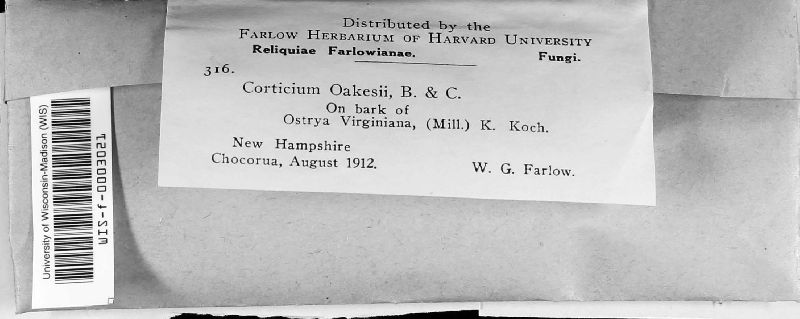 Distributed by the
FARLOW HERBARIUM OF HARVARD UNIVERSITY
Reliquiae Farlowianae. Fungi.
316.
Corticium Oakesii, B. & C.
On bark of
Ostrya Virginiana, (Mill.) K. Koch.
New Hampshire
Chocorua, August 1912. W. G. Farlow.
University of Wisconsin-Madison (WIS)
WIS-f-0003021